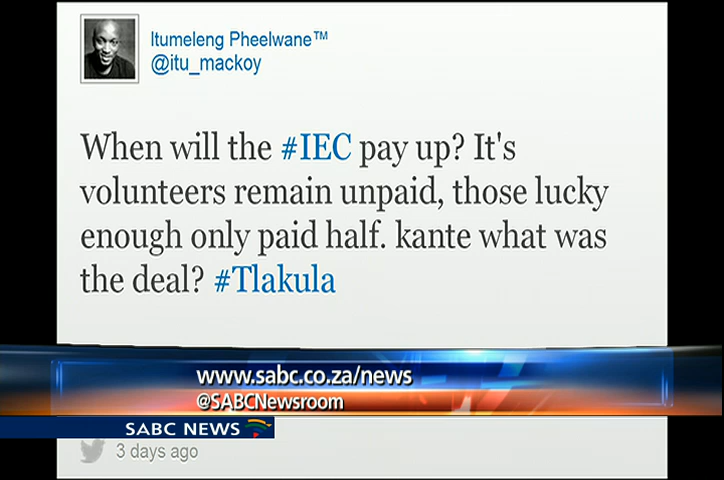 Itumeleng Pheelwane™
@itu_mackoy
When will the #IEC pay up? It's
volunteers remain unpaid, those lucky
enough only paid half. kante what was
the deal? #Tlakula
www.sabc.co.za/news
@SABCNewsroom
SABC NEWS
3 days ago